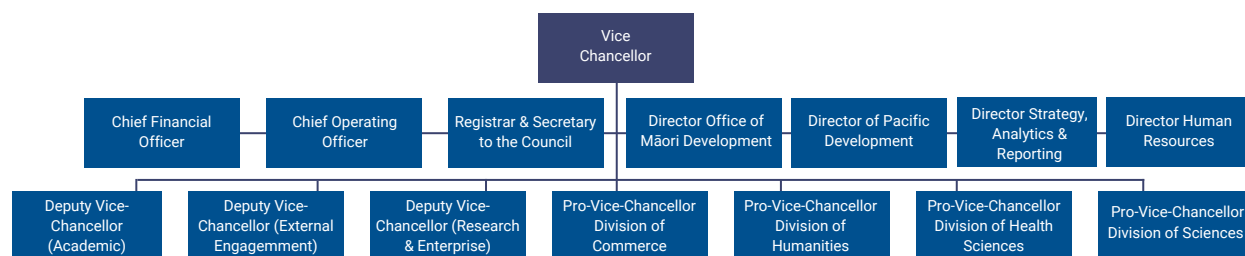 Vice
Chancellor
Chief Financial
Officer
Chief Operating
Officer
Registrar & Secretary
to the Council
Director Office of
Māori Development
Director of Pacific
Development
Director Strategy,
Analytics &
Reporting
Director Human
Resources
Deputy Vice-
Chancellor
(Academic)
Deputy Vice-
Chancellor (External
Engagemment)
Deputy Vice-
Chancellor (Research
& Enterprise)
Pro-Vice-Chancellor
Division of
Commerce
Pro-Vice-Chancellor
Division of
Humanities
Pro-Vice-Chancellor
Division of Health
Sciences
Pro-Vice-Chancellor
Division of Sciences